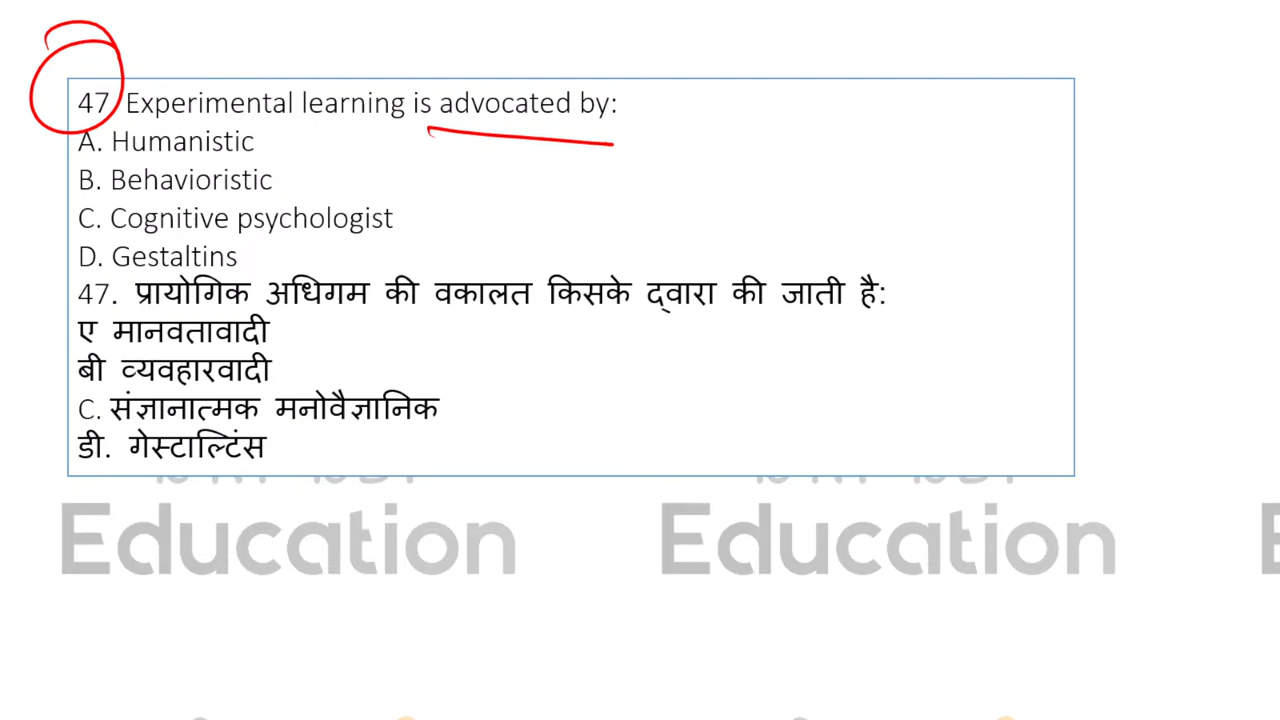 47. Experimental learning is advocated by:
A. Humanistic
B. Behavioristic
C. Cognitive psychologist
D. Gestaltins
47. प्रायोगिक अधिगम की वकालत किसके द्वारा की जाती है:
ए मानवतावादी
बी व्यवहारवादी
C. संज्ञानात्मक मनोवैज्ञानिक
डी. गेस्टाल्टिंस
Education Education